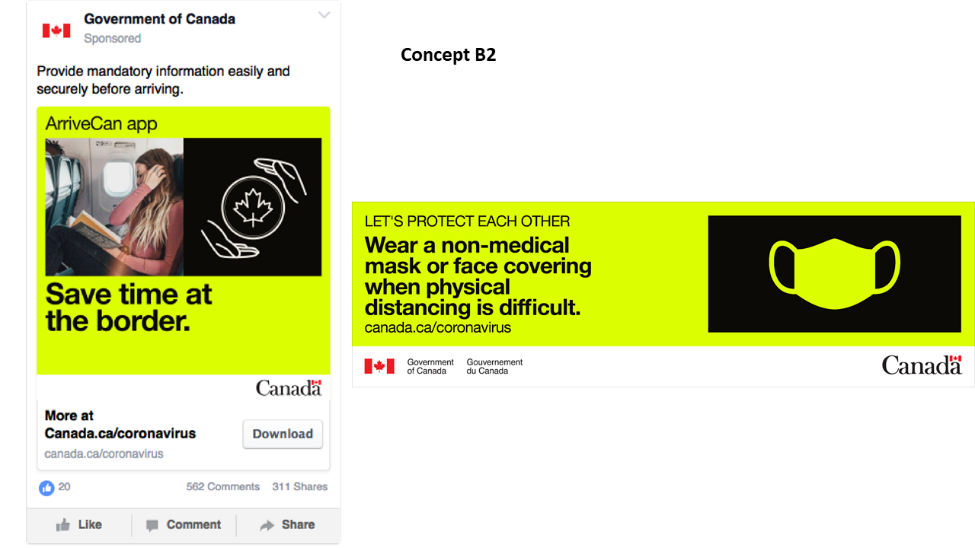 Government of Canada
Sponsored
Provide mandatory information easily and
securely before arriving.
ArriveCan app
Save time at
the border.
Canada
More at
Canada.ca/coronavirus
Download
canada.ca/coronavirus
20
562 Comments 311 Shares
Like Comment Share
Concept B2
LET'S PROTECT EACH OTHER
Wear a non-medical
mask or face covering
when physical
distancing is difficult.
canada.ca/coronavirus
Government
of Canada
Gouvernement
du Canada
Canada